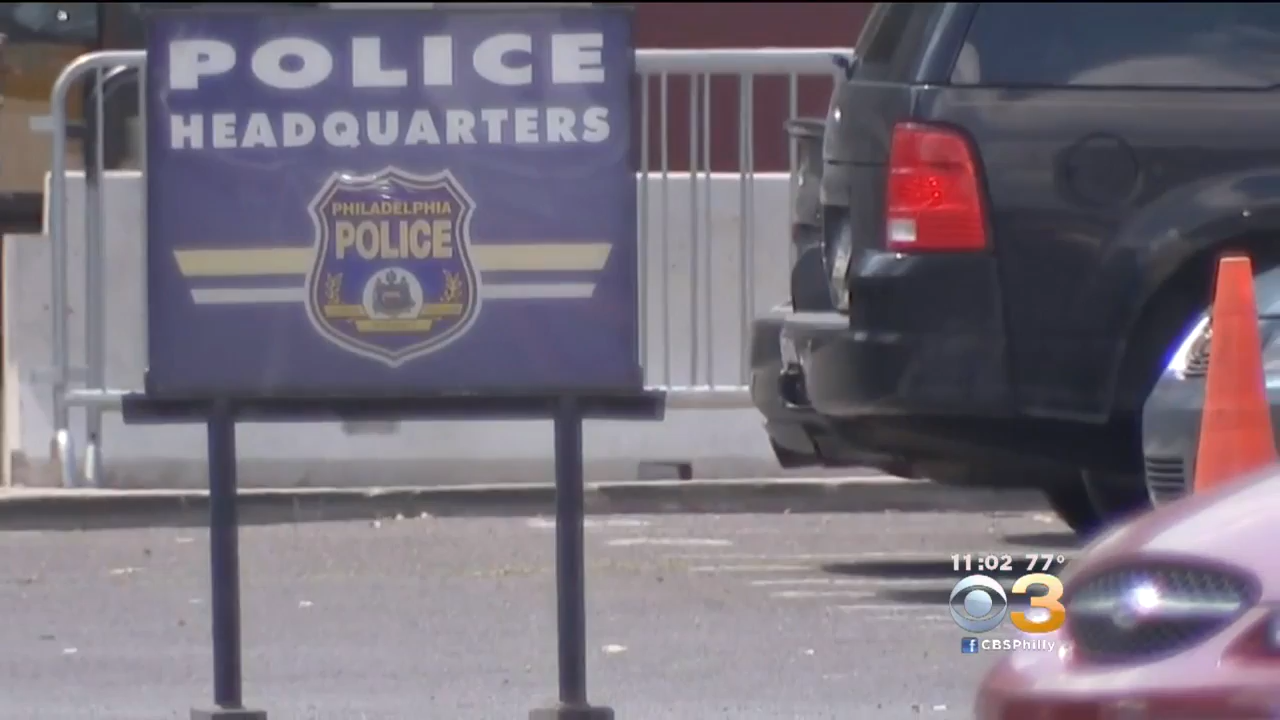 POLICE
HEADQUARTERS
PHILADELPHIA
POLICE
11:02 77°
3
f CBSPhilly